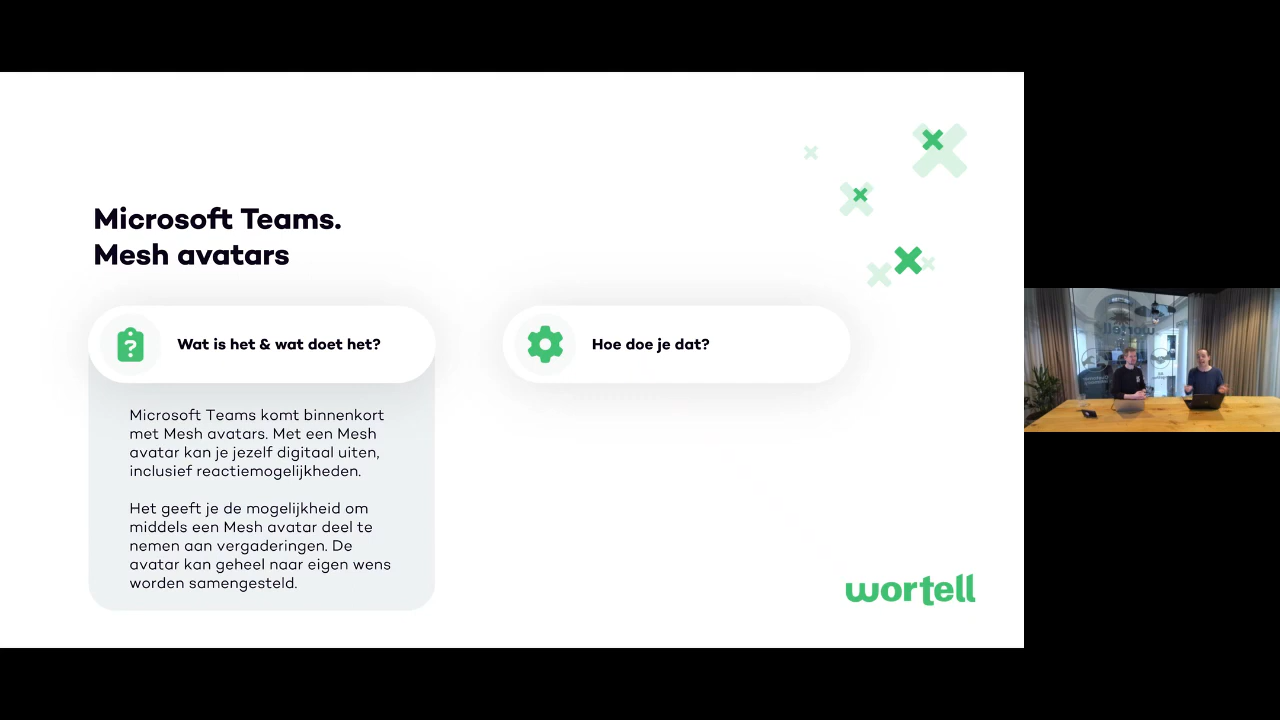 Microsoft Teams.
Mesh avatars
Wat is het & wat doet het?
Microsoft Teams komt binnenkort
met Mesh avatars. Met een Mesh
avatar kan je jezelf digitaal uiten,
inclusief reactiemogelijkheden.
Het geeft je de mogelijkheid om
middels een Mesh avatar deel te
nemen aan vergaderingen. De
avatar kan geheel naar eigen wens
worden samengesteld.
Hoe doe je dat?
wortell